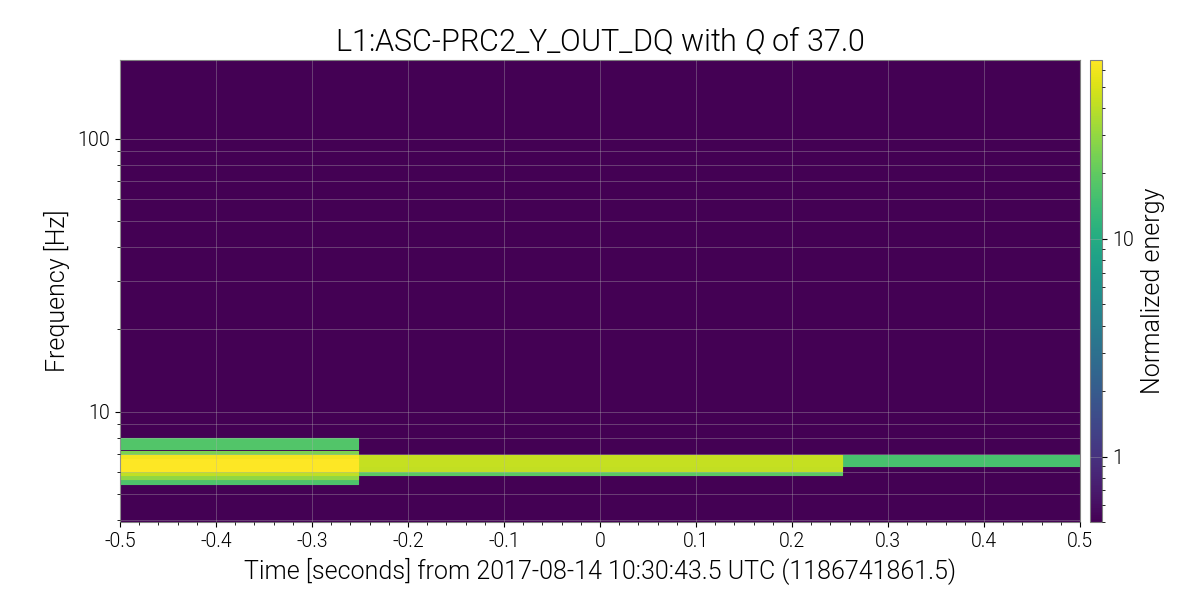 L1:ASC-PRC2_Y_OUT_DQ with Q of 37.0
100
10
Frequency [Hz]
-0.5 -0.4 -0.3 -0.2 -0.1 0 0.1 0.2 0.3 0.4 0.5
Time [seconds] from 2017-08-14 10:30:43.5 UTC (1186741861.5)
10
1
Normalized energy